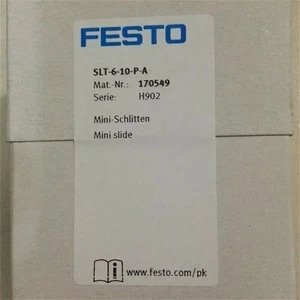 FESTO
SLT-6-10-P-A
Mat.-Nr.: 170549
Serie: H902
Mini-Schlitten
Mini slide
i www.festo.com/pk